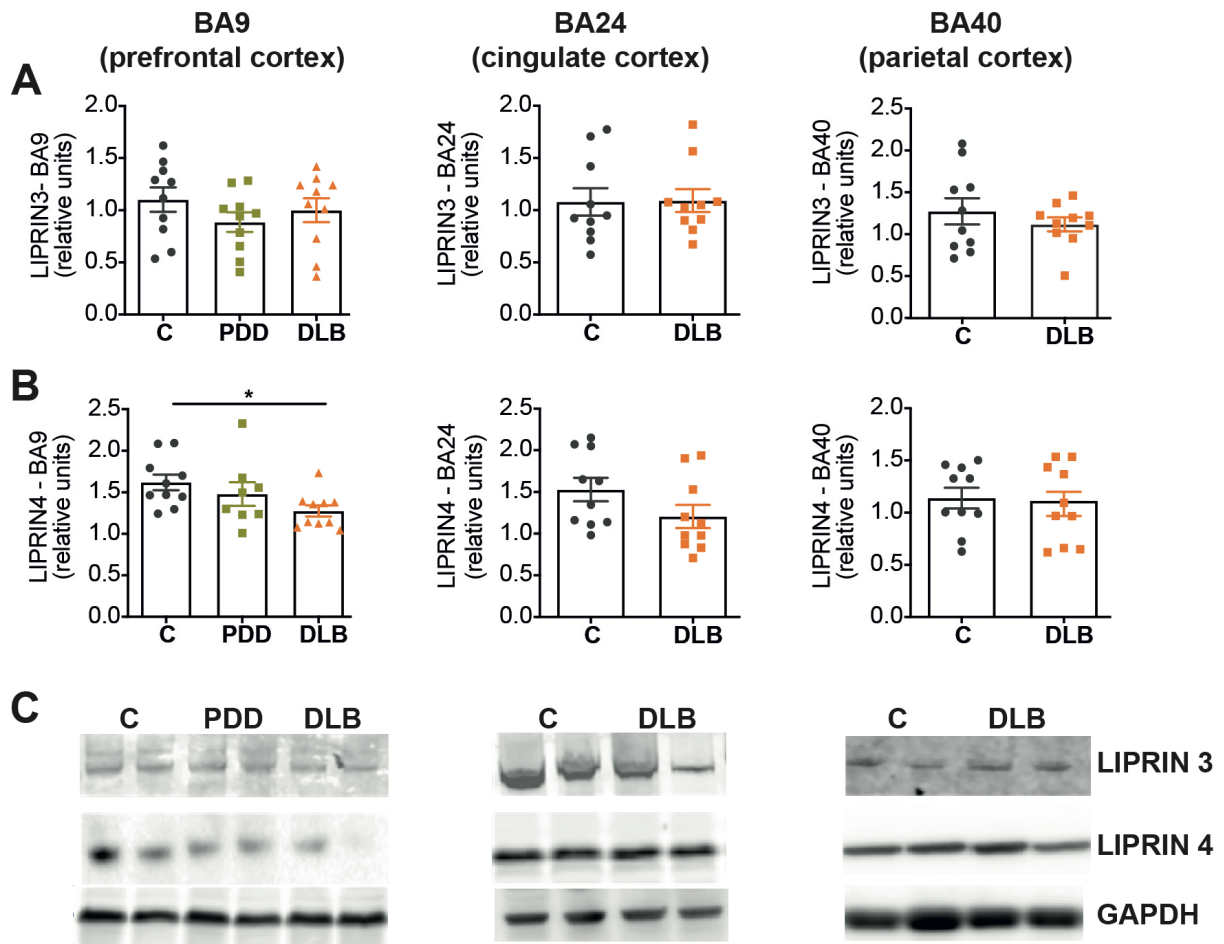 BA9
(prefrontal cortex)
BA24
(cingulate cortex)
BA40
(parietal cortex)
A
LIPRIN3- BA9
(relative units)
2.0
1.5
1.0
0.5
0.0
C PDD DLB
LIPRIN3 - BA24
(relative units)
2.0
1.5
1.0
0.5
0.0
C DLB
LIPRIN3 - BA40
(relative units)
2.5
2.0
1.5
1.0
0.5
0.0
C DLB
B
LIPRIN4 - BA9
(relative units)
2.5
2.0
1.5
1.0
0.5
0.0
*
C PDD DLB
LIPRIN4 - BA24
(relative units)
2.5
2.0
1.5
1.0
0.5
0.0
C DLB
LIPRIN4 - BA40
(relative units)
2.0
1.5
1.0
0.5
0.0
C DLB
C
C PDD DLB
C DLB
C DLB
LIPRIN 3
LIPRIN 4
GAPDH